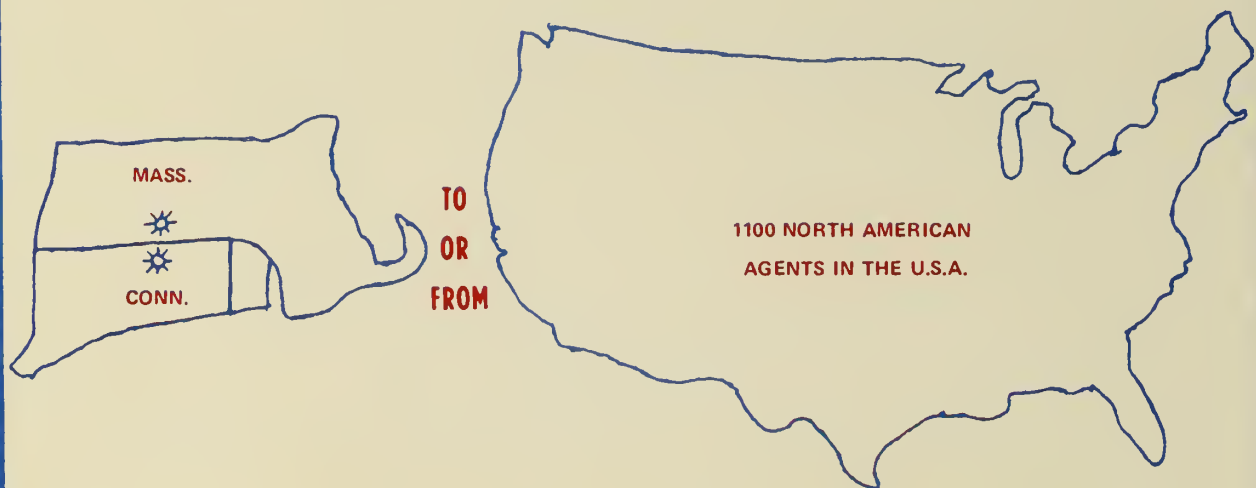 MASS.
CONN.
TO
OR
FROM
1100 NORTH AMERICAN
AGENTS IN THE U.S.A.